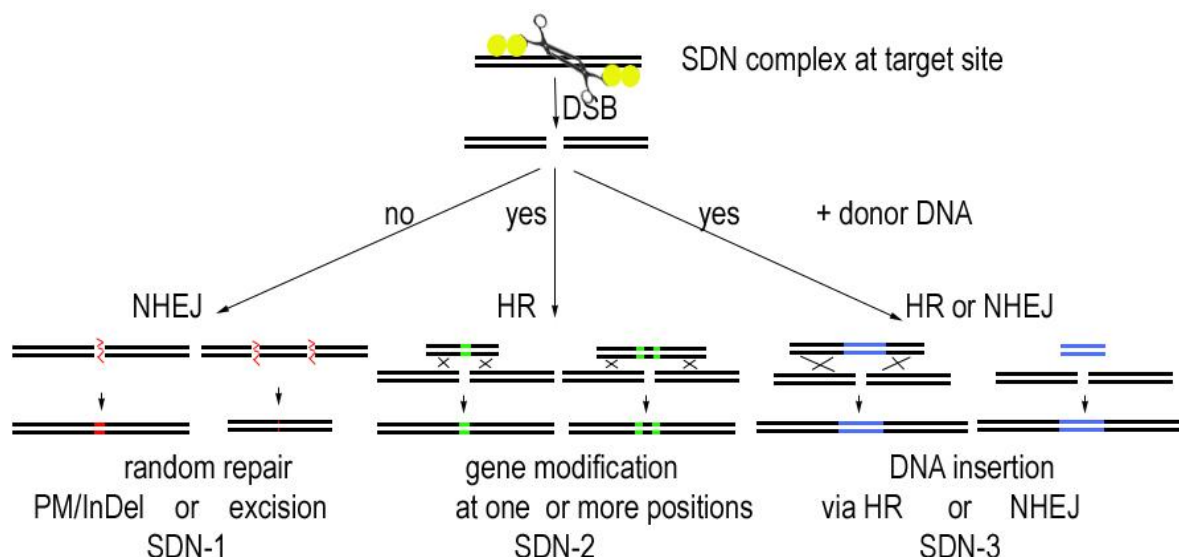 SDN complex at target site
DSB
no yes yes + donor DNA
NHEJ HR HR or NHEJ
random repair gene modification DNA insertion
PM/InDel or excision at one or more positions via HR or NHEJ
SDN-1 SDN-2 SDN-3